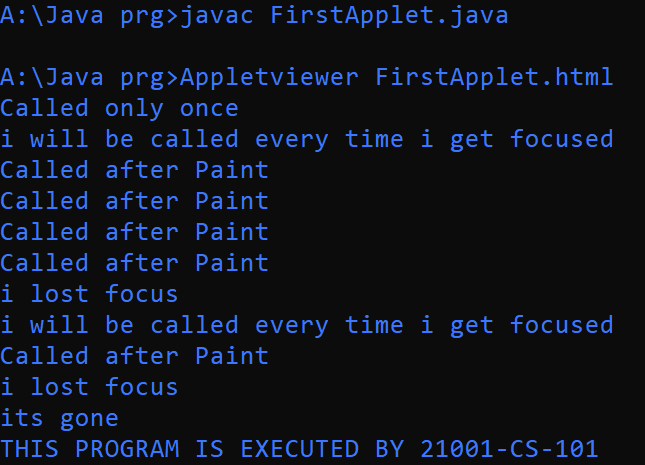 A:\Java prg>javac FirstApplet.java
A:\Java prg>Appletviewer FirstApplet.html
Called only once
i will be called every time i get focused
Called after Paint
Called after Paint
Called after Paint
Called after Paint
i lost focus
i will be called every time i get focused
Called after Paint
i lost focus
its gone
THIS PROGRAM IS EXECUTED BY 21001-CS-101